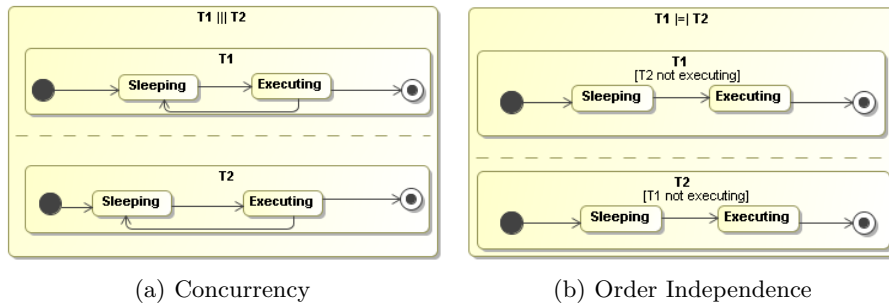 T1 ||| T2
T1
Sleeping
Executing
T2
Sleeping
Executing
(a) Concurrency
T1 |=| T2
T1
[T2 not executing]
Sleeping
Executing
T2
[T1 not executing]
Sleeping
Executing
(b) Order Independence